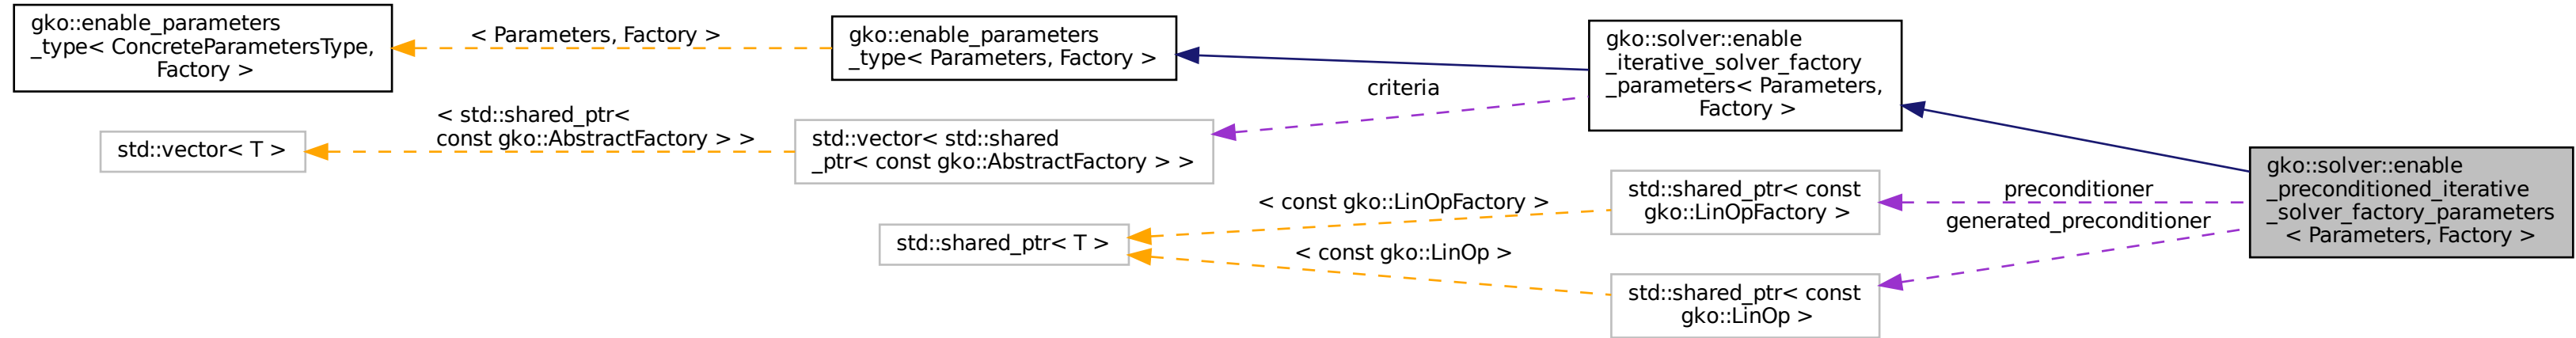 gko::enable_parameters
_type< ConcreteParametersType,
Factory >
< Parameters, Factory >
gko::enable_parameters
_type< Parameters, Factory >
gko::solver::enable
_iterative_solver_factory
_parameters< Parameters,
Factory >
criteria
std::vector< T >
< std::shared_ptr<
const gko::AbstractFactory > >
std::vector< std::shared
_ptr< const gko::AbstractFactory > >
gko::solver::enable
_preconditioned_iterative
_solver_factory_parameters
< Parameters, Factory >
std::shared_ptr< T >
< const gko::LinOpFactory >
std::shared_ptr< const
gko::LinOpFactory >
preconditioner
generated_preconditioner
< const gko::LinOp >
std::shared_ptr< const
gko::LinOp >